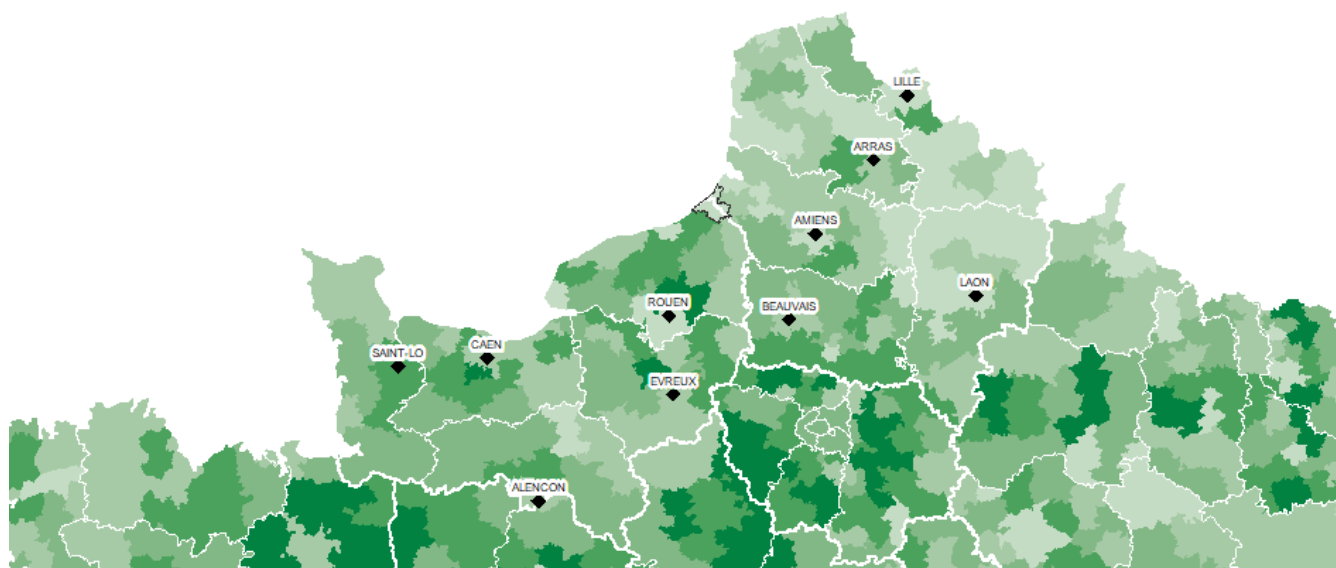 LILLE
ARRAS
AMIENS
LAON
ROUEN
BEAUVAIS
CAEN
SAINT-LO
EVREUX
ALENCON